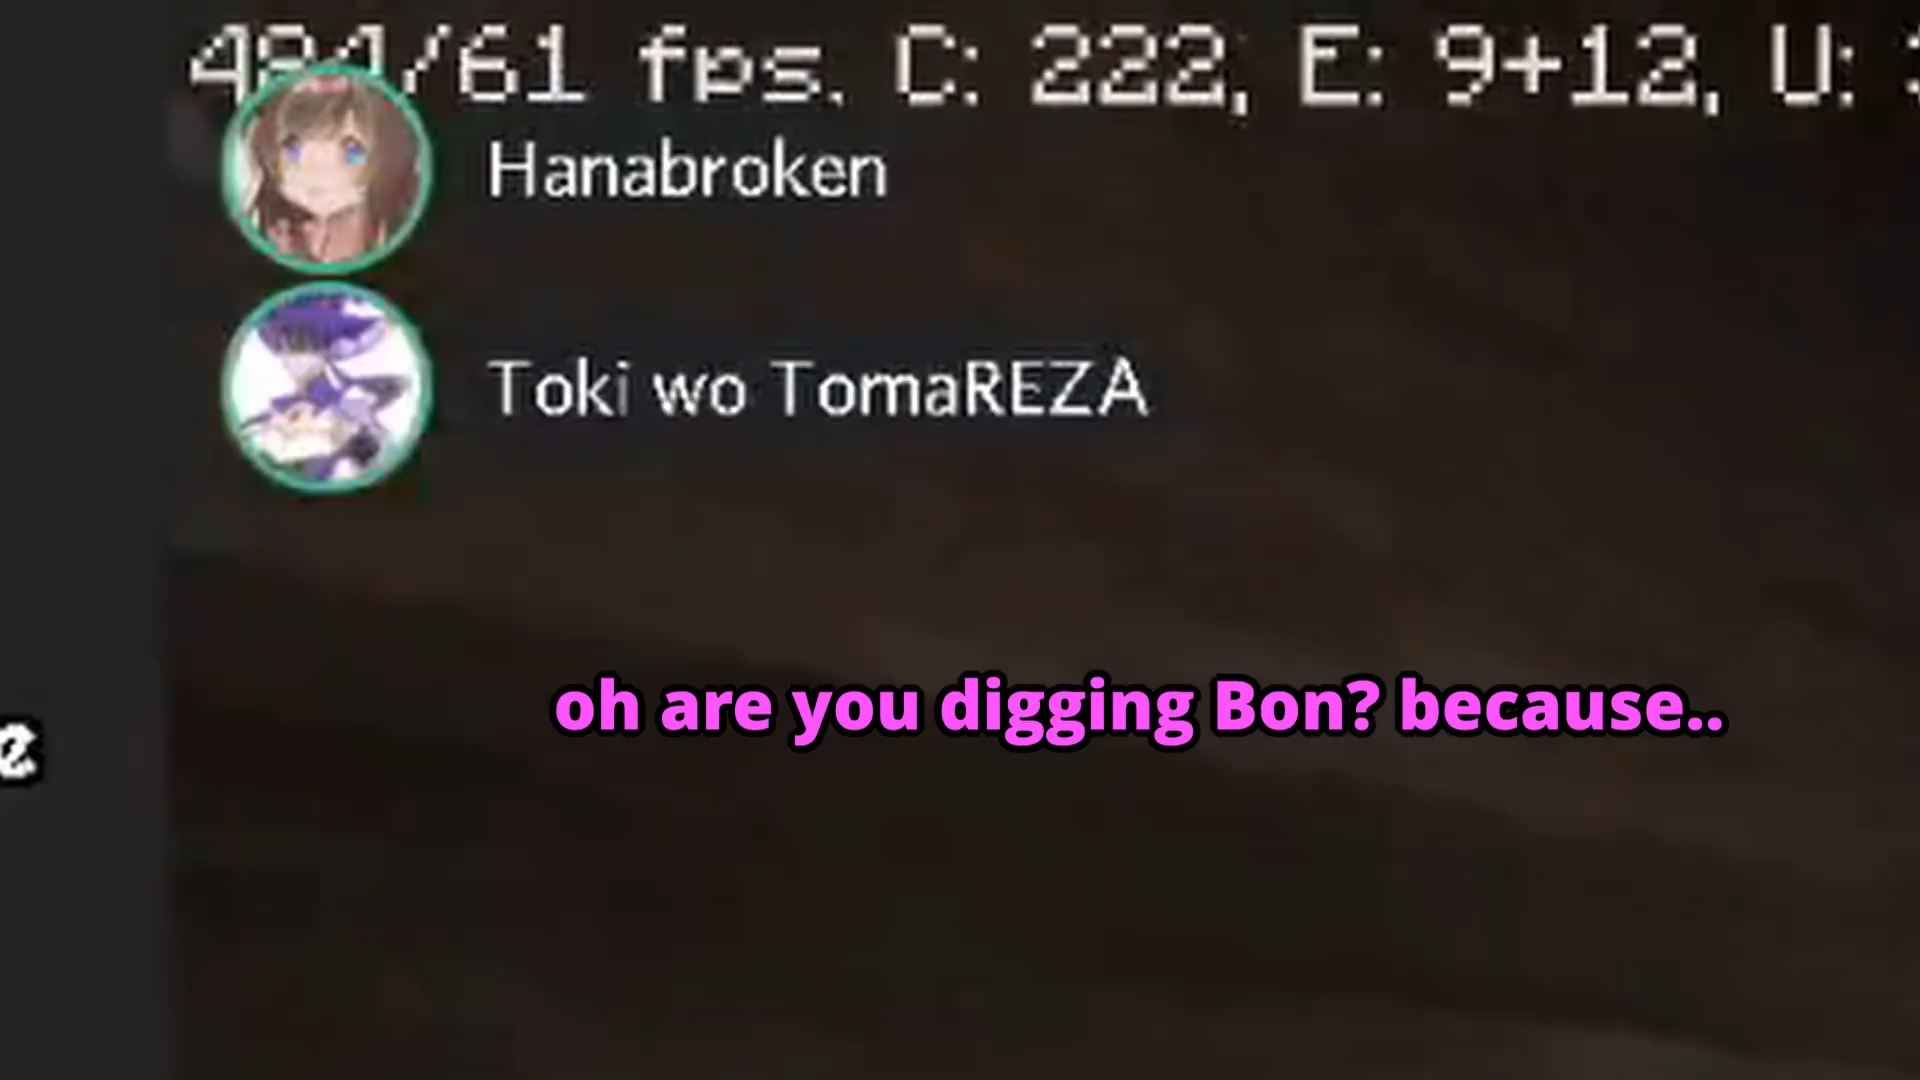 /61 fps. C: 222, E: 9+12, U:
Hanabroken
Toki wo TomaREZA
oh are you digging Bon? because..
e